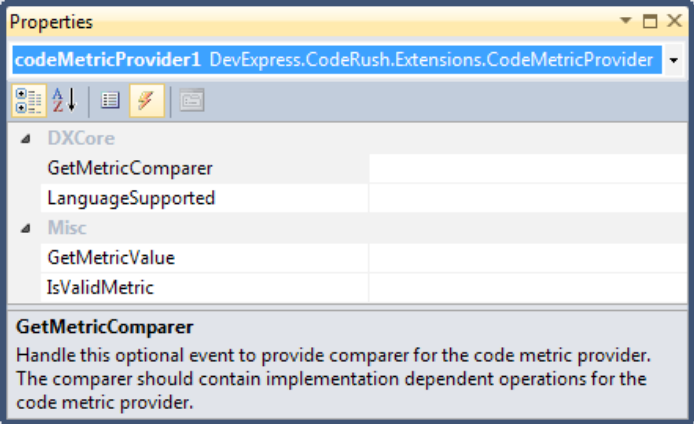 Properties
codeMetricProvider1 DevExpress.CodeRush.Extensions.CodeMetricProvider
DXCore
GetMetricComparer
LanguageSupported
Misc
GetMetricValue
IsValidMetric
GetMetricComparer
Handle this optional event to provide comparer for the code metric provider.
The comparer should contain implementation dependent operations for the
code metric provider.